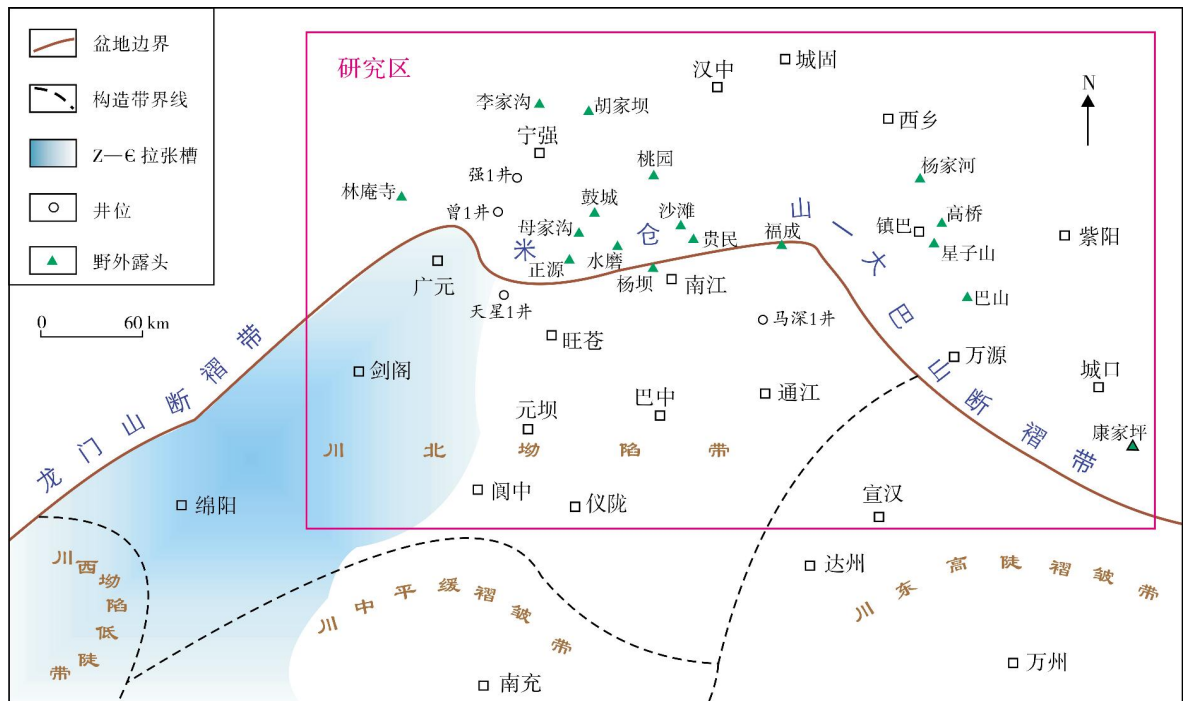 盆地边界
构造带界线
Z—Є 拉张槽
井位
野外露头
0 60 km
研究区
N
汉中
城固
西乡
李家沟
胡家坝
宁强
强1井
桃园
杨家河
林庵寺
曾1井
鼓城
沙滩
母家沟
贵民
福成
镇巴
高桥
星子山
紫阳
正源
水磨
杨坝
南江
广元
天星1井
马深1井
巴山
旺苍
万源
剑阁
通江
城口
元坝
巴中
康家坪
米仓山—大巴山断褶带
龙门山断褶带
川北坳陷带
绵阳
阆中
仪陇
宣汉
达州
川西坳陷低陡带
川中平缓褶皱带
川东高陡褶皱带
南充
万州